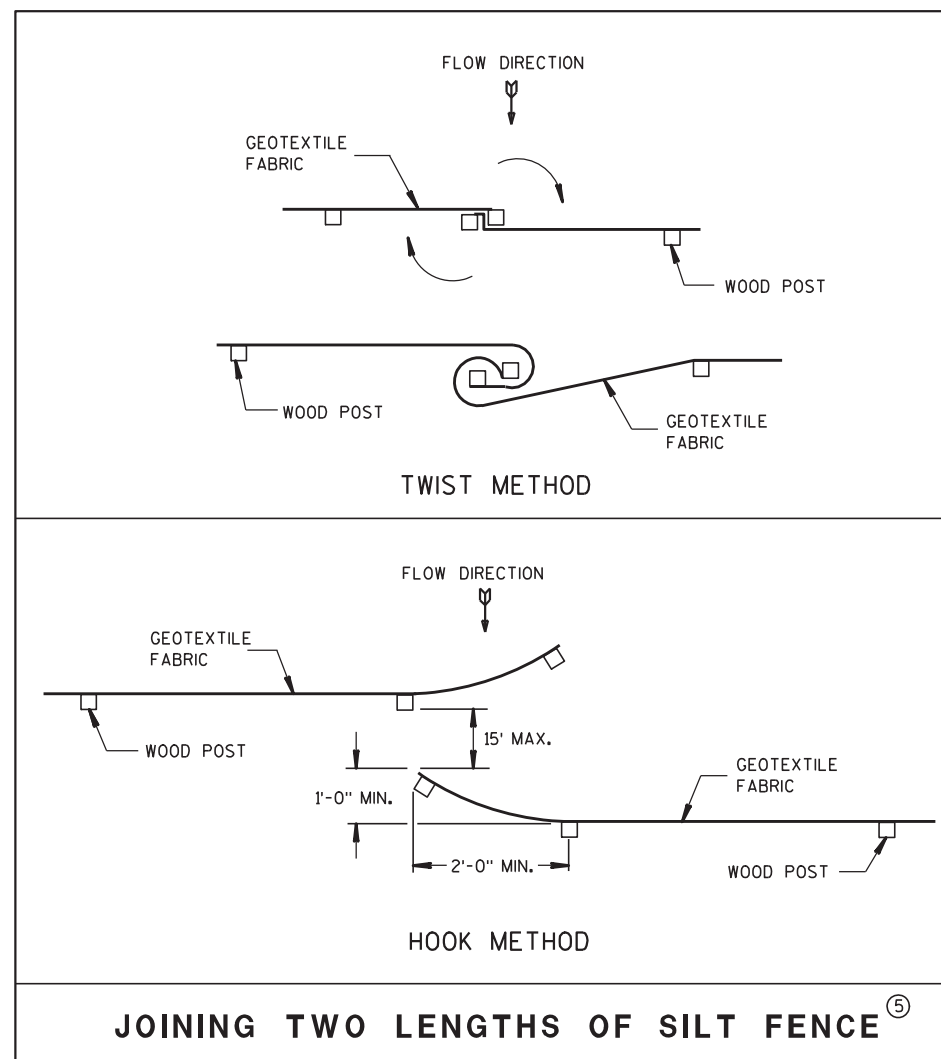 FLOW DIRECTION
GEOTEXTILE
FABRIC
WOOD POST
WOOD POST
GEOTEXTILE
FABRIC
TWIST METHOD
FLOW DIRECTION
GEOTEXTILE
FABRIC
WOOD POST
15' MAX.
1'-0" MIN.
GEOTEXTILE
FABRIC
2'-0" MIN.
WOOD POST
HOOK METHOD
JOINING TWO LENGTHS OF SILT FENCE ⑤